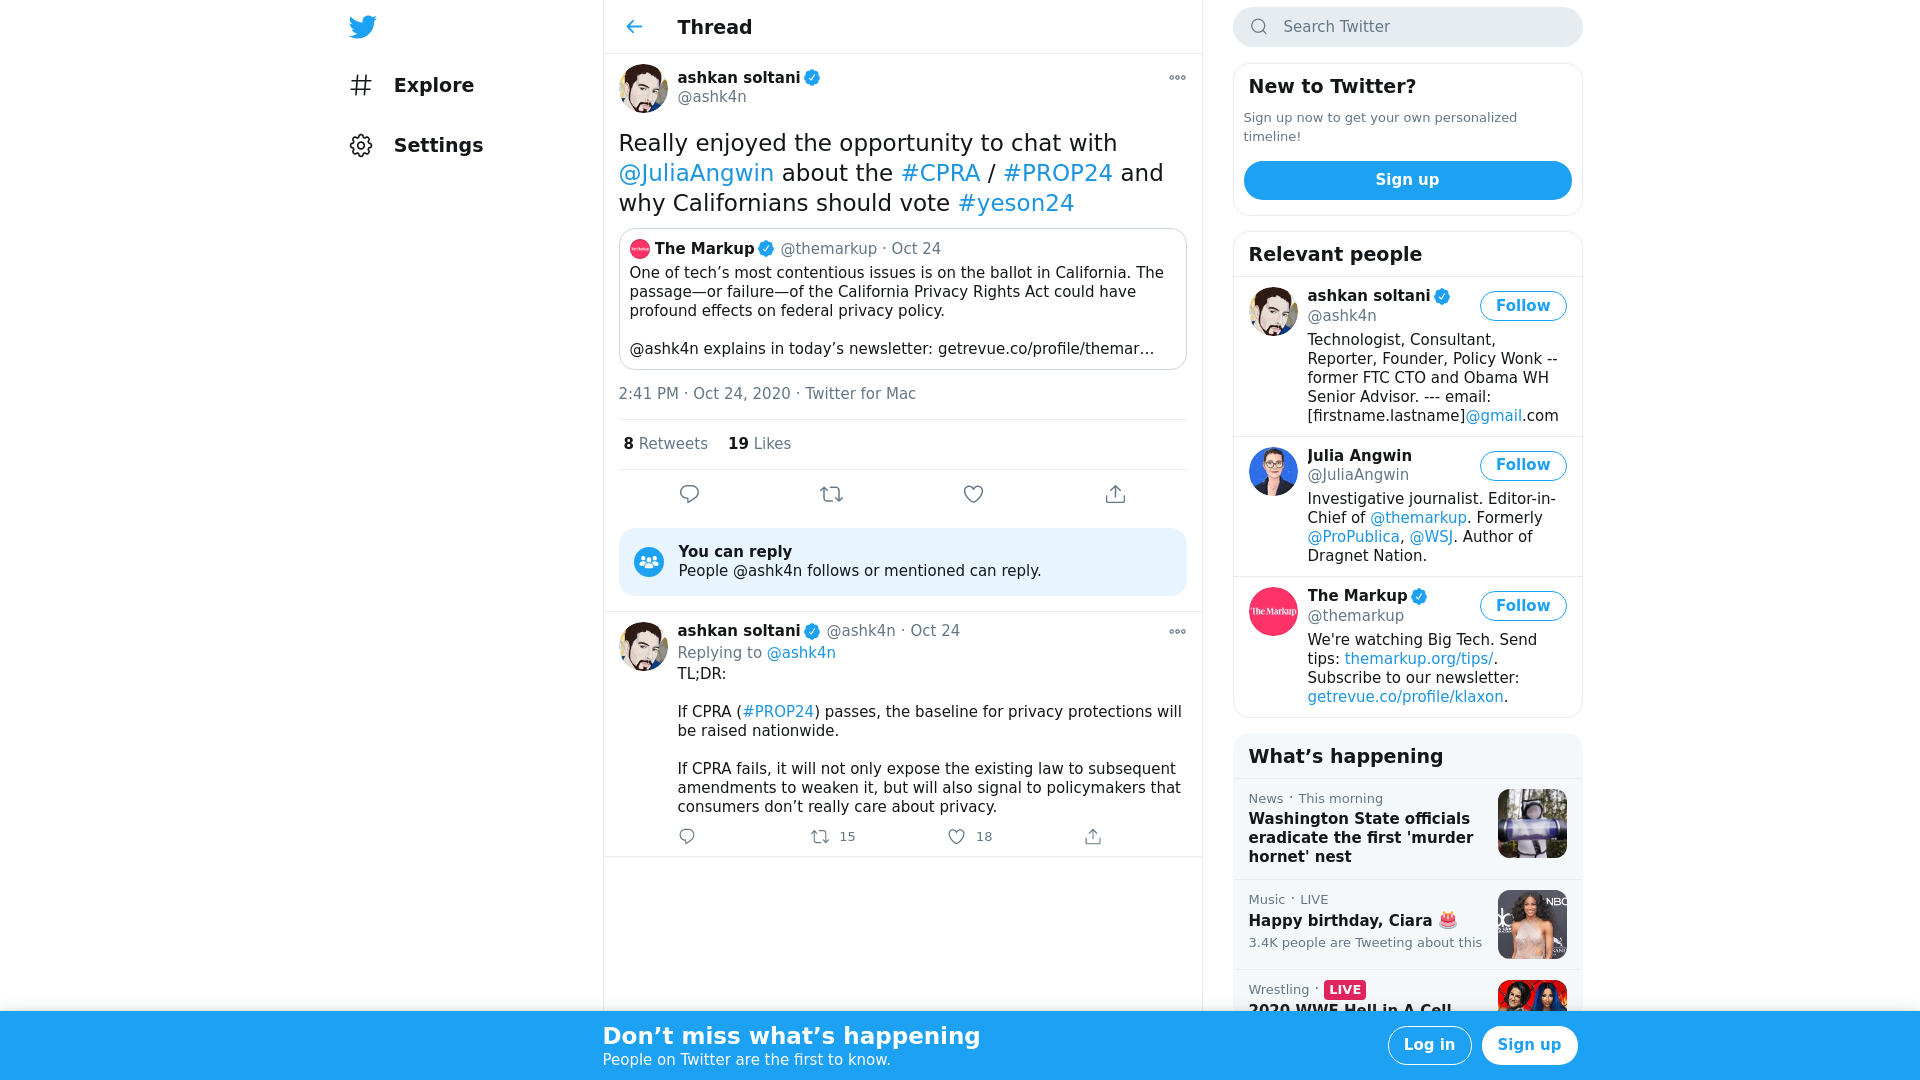 Explore
Settings
Thread
ashkan soltani
@ashk4n
Really enjoyed the opportunity to chat with
@JuliaAngwin about the #CPRA / #PROP24 and
why Californians should vote #yeson24
The Markup @themarkup · Oct 24
One of tech’s most contentious issues is on the ballot in California. The
passage—or failure—of the California Privacy Rights Act could have
profound effects on federal privacy policy.
@ashk4n explains in today’s newsletter: getrevue.co/profile/themar…
2:41 PM · Oct 24, 2020 · Twitter for Mac
8 Retweets 19 Likes
You can reply
People @ashk4n follows or mentioned can reply.
ashkan soltani @ashk4n · Oct 24
Replying to @ashk4n
TL;DR:
If CPRA (#PROP24) passes, the baseline for privacy protections will
be raised nationwide.
If CPRA fails, it will not only expose the existing law to subsequent
amendments to weaken it, but will also signal to policymakers that
consumers don’t really care about privacy.
15 18
Search Twitter
New to Twitter?
Sign up now to get your own personalized
timeline!
Sign up
Relevant people
ashkan soltani
@ashk4n
Follow
Technologist, Consultant,
Reporter, Founder, Policy Wonk --
former FTC CTO and Obama WH
Senior Advisor. --- email:
[firstname.lastname]@gmail.com
Julia Angwin
@JuliaAngwin
Follow
Investigative journalist. Editor-in-
Chief of @themarkup. Formerly
@ProPublica, @WSJ. Author of
Dragnet Nation.
The Markup
The Markup
@themarkup
Follow
We're watching Big Tech. Send
tips: themarkup.org/tips/.
Subscribe to our newsletter:
getrevue.co/profile/klaxon.
What’s happening
News · This morning
Washington State officials
eradicate the first 'murder
hornet' nest
Music · LIVE
Happy birthday, Ciara 🎂
3.4K people are Tweeting about this
NBC
Wrestling · LIVE
2020 WWE Hell in A Cell
Don’t miss what’s happening
People on Twitter are the first to know.
Log in
Sign up